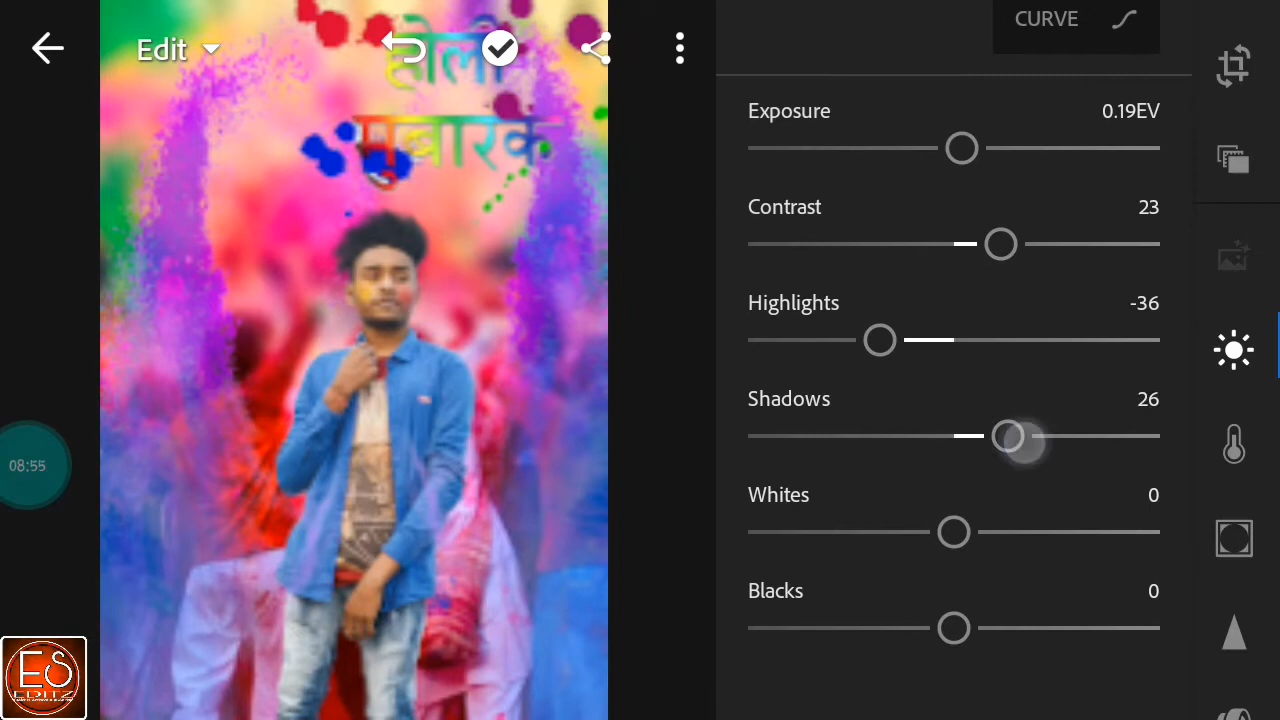 Edit
होली
मुबारक
CURVE
Exposure 0.19EV
Contrast 23
Highlights -36
Shadows 26
Whites 0
Blacks 0
08:55
ES
EDITZ